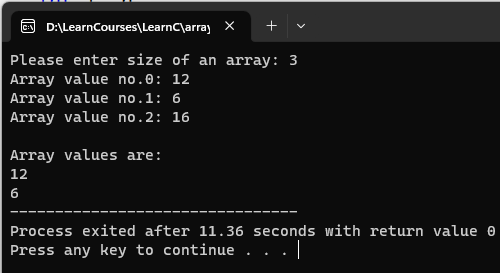 D:\LearnCourses\LearnC\array
Please enter size of an array: 3
Array value no.0: 12
Array value no.1: 6
Array value no.2: 16
Array values are:
12
6
--------------------------------
Process exited after 11.36 seconds with return value 0
Press any key to continue . . .